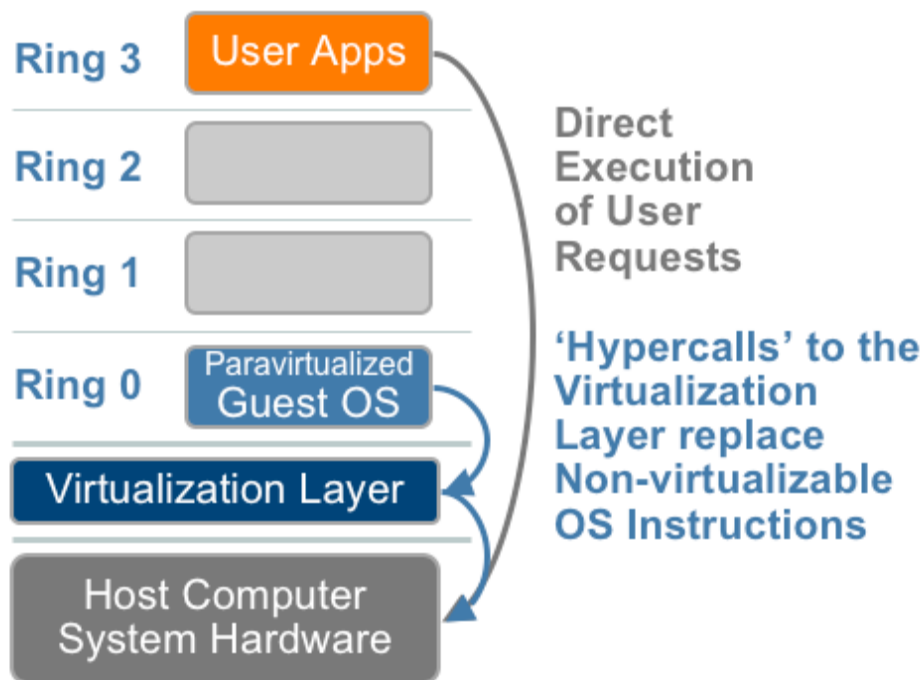 Ring 3
User Apps
Ring 2
Ring 1
Ring 0
Paravirtualized
Guest OS
Virtualization Layer
Host Computer
System Hardware
Direct
Execution
of User
Requests
‘Hypercalls’ to the
Virtualization
Layer replace
Non-virtualizable
OS Instructions